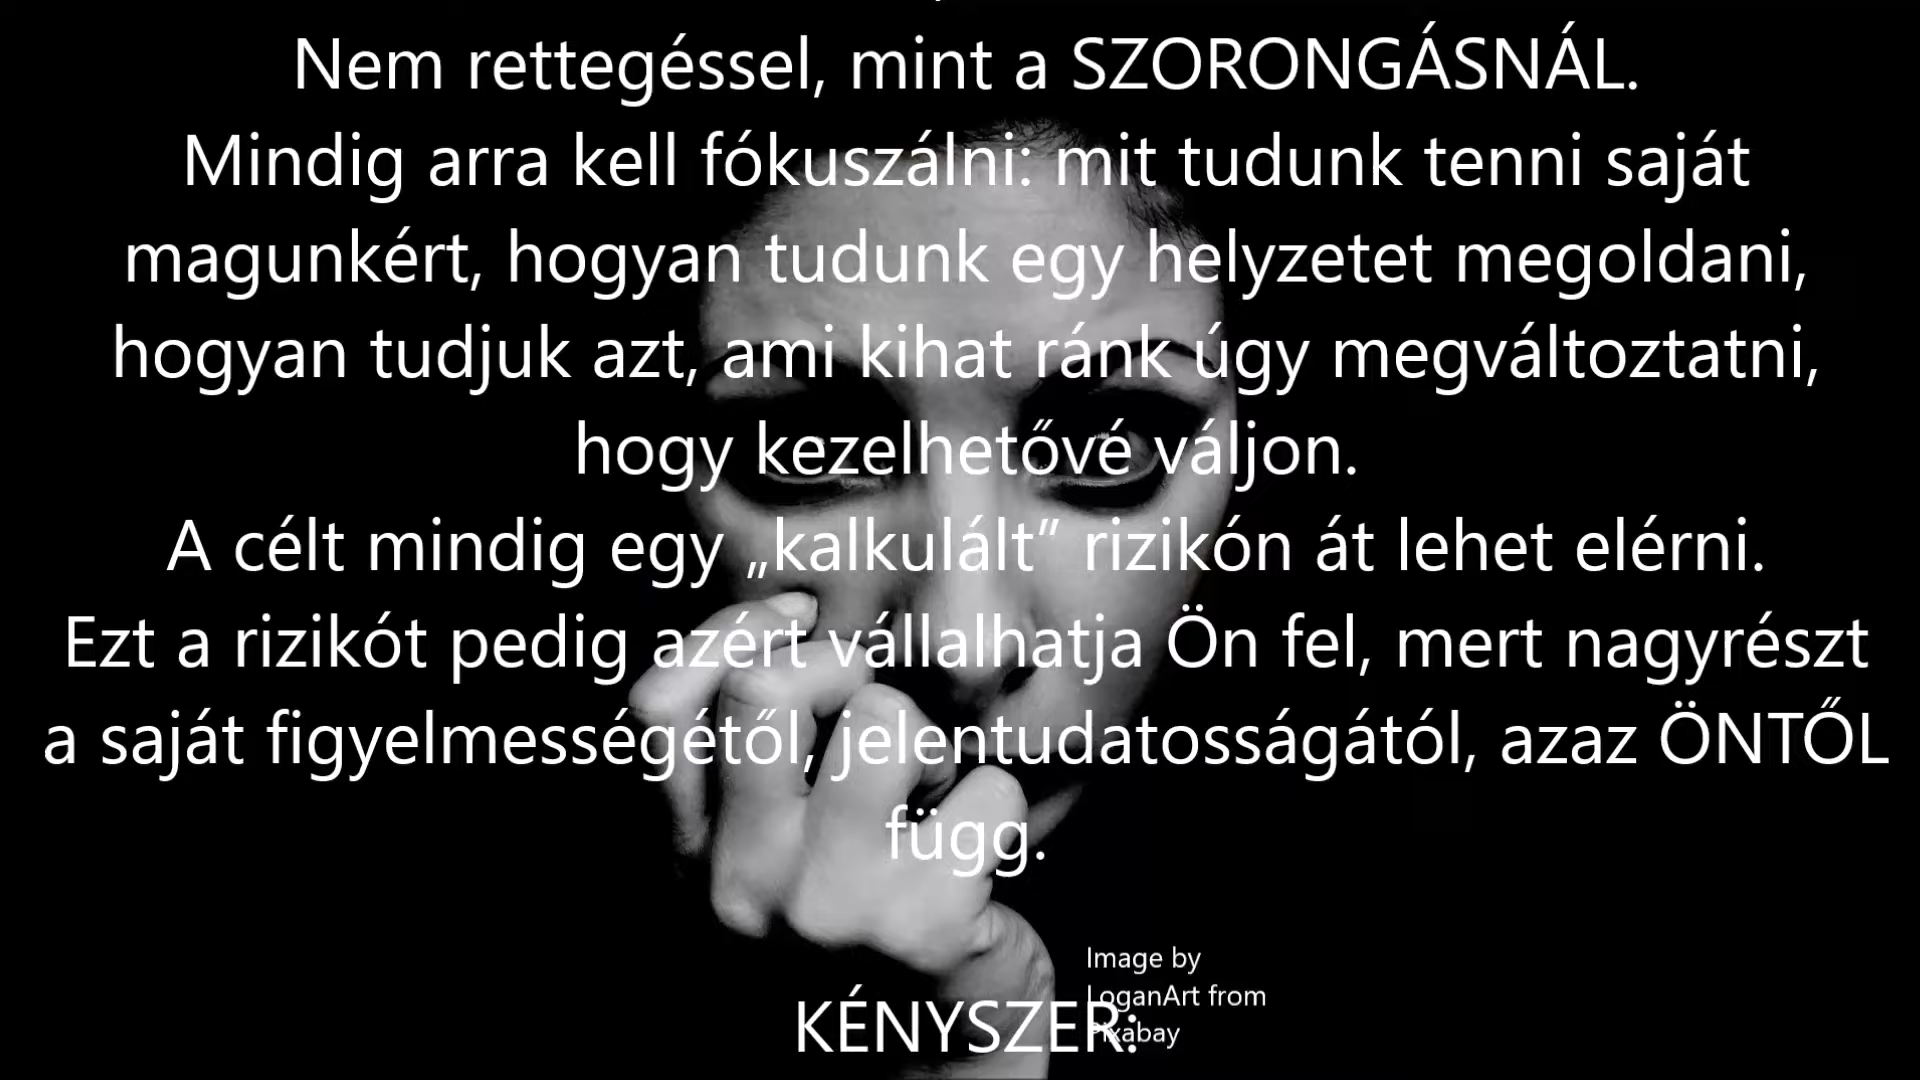 Nem rettegéssel, mint a SZORONGÁSNÁL.
Mindig arra kell fókuszálni: mit tudunk tenni saját
magunkért, hogyan tudunk egy helyzetet megoldani,
hogyan tudjuk azt, ami kihat ránk úgy megváltoztatni,
hogy kezelhetővé váljon.
A célt mindig egy „kalkulált” rizikón át lehet elérni.
Ezt a rizikót pedig azért vállalhatja Ön fel, mert nagyrészt
a saját figyelmességétől, jelentudatosságától, azaz ÖNTŐL
függ.
Image by
LoganArt from
Pixabay
KÉNYSZER: